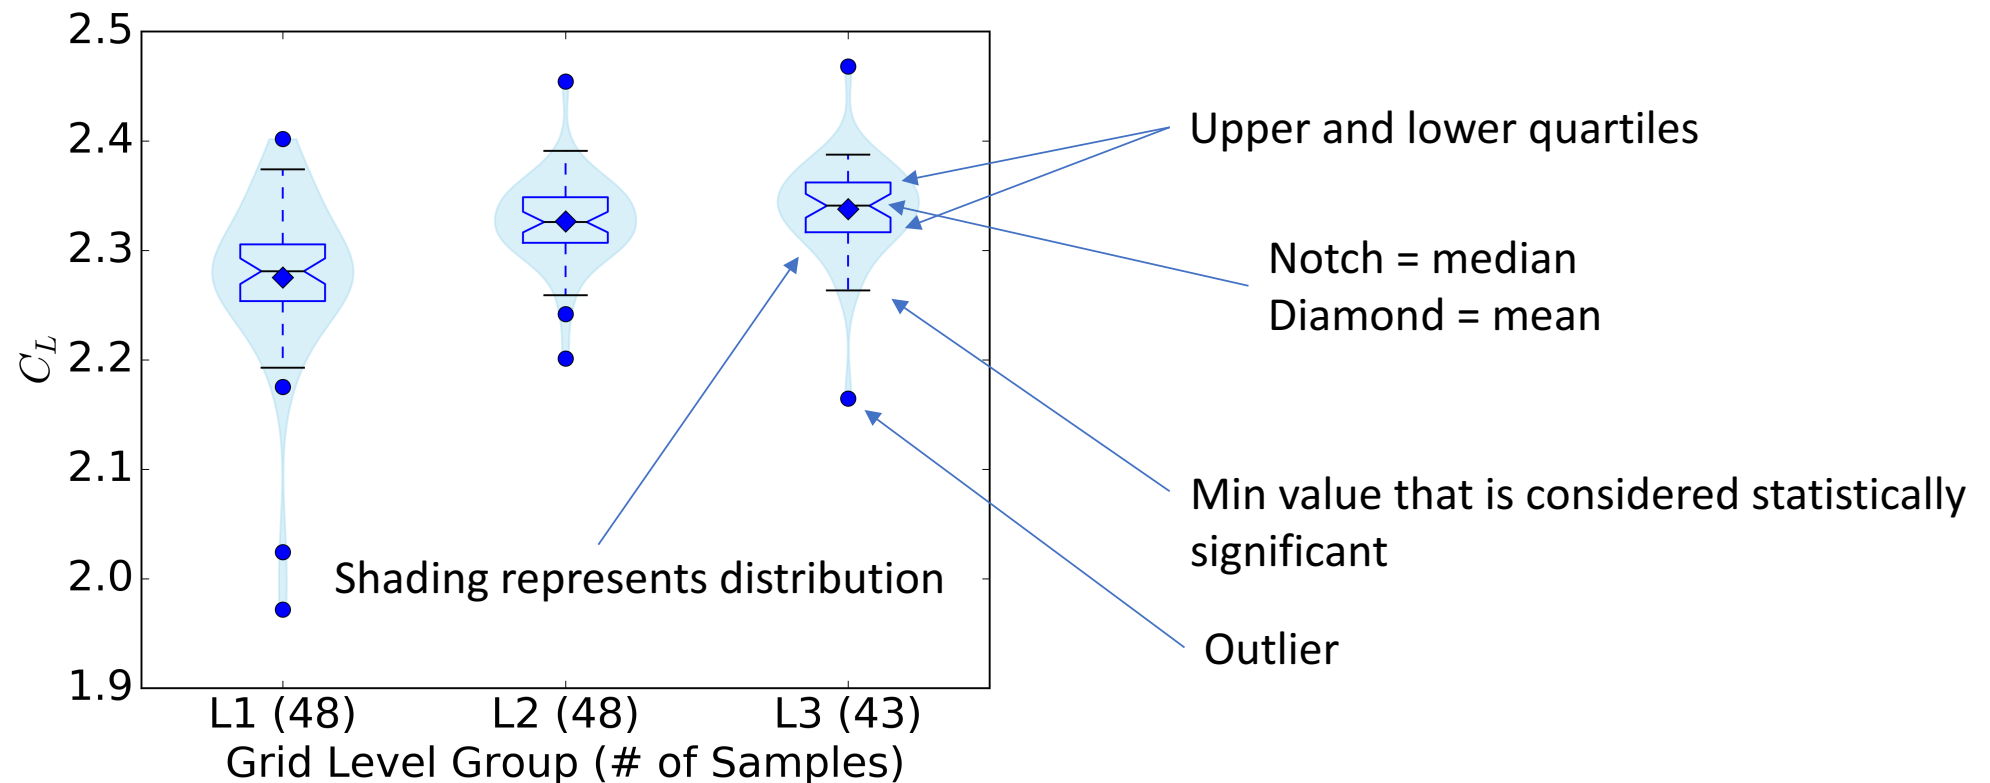 2.5
2.4
2.3
2.2
2.1
2.0
1.9
C_L
L1 (48) L2 (48) L3 (43)
Grid Level Group (# of Samples)
Upper and lower quartiles
Notch = median
Diamond = mean
Min value that is considered statistically
significant
Shading represents distribution
Outlier